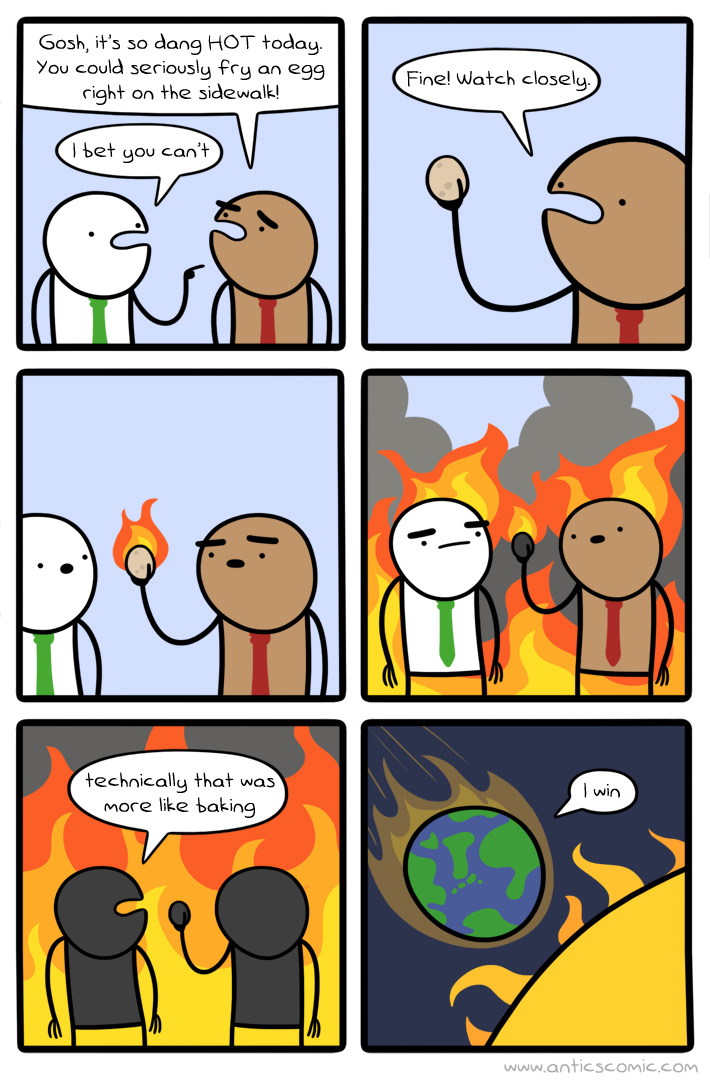 Gosh, it's so dang HOT today.
You could seriously fry an egg
right on the sidewalk!
I bet you can't
Fine! Watch closely.
technically that was
more like baking
I win
www.anticscomic.com